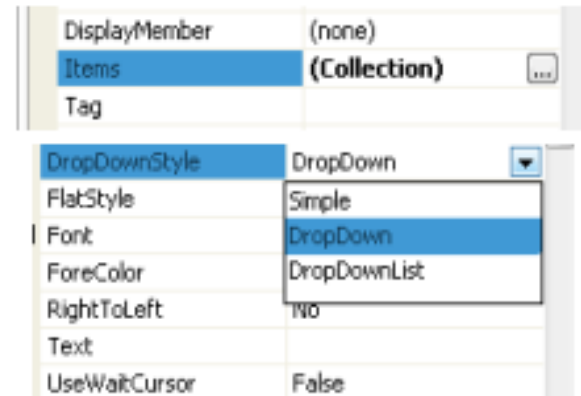 DisplayMember (none)
Items (Collection) ...
Tag
DropDownStyle DropDown
FlatStyle Simple
Font DropDown
ForeColor DropDownList
RightToLeft No
Text
UseWaitCursor False